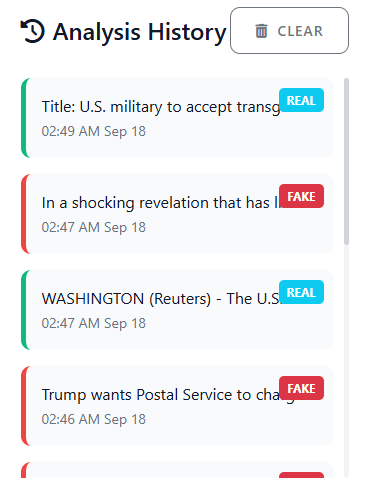 Analysis History
CLEAR
Title: U.S. military to accept
REAL
02:49 AM Sep 18
In a shocking revelation that has
FAKE
02:47 AM Sep 18
WASHINGTON (Reuters) - The U.S.
REAL
02:47 AM Sep 18
Trump wants Postal Service to
FAKE
02:46 AM Sep 18